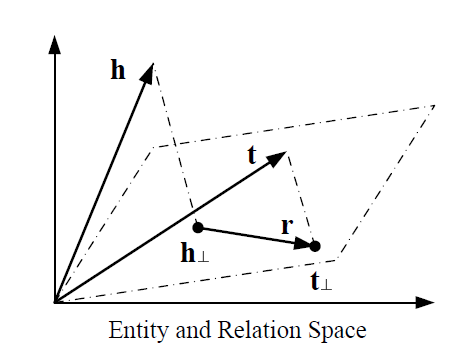 h
t
r
h⊥
t⊥
Entity and Relation Space